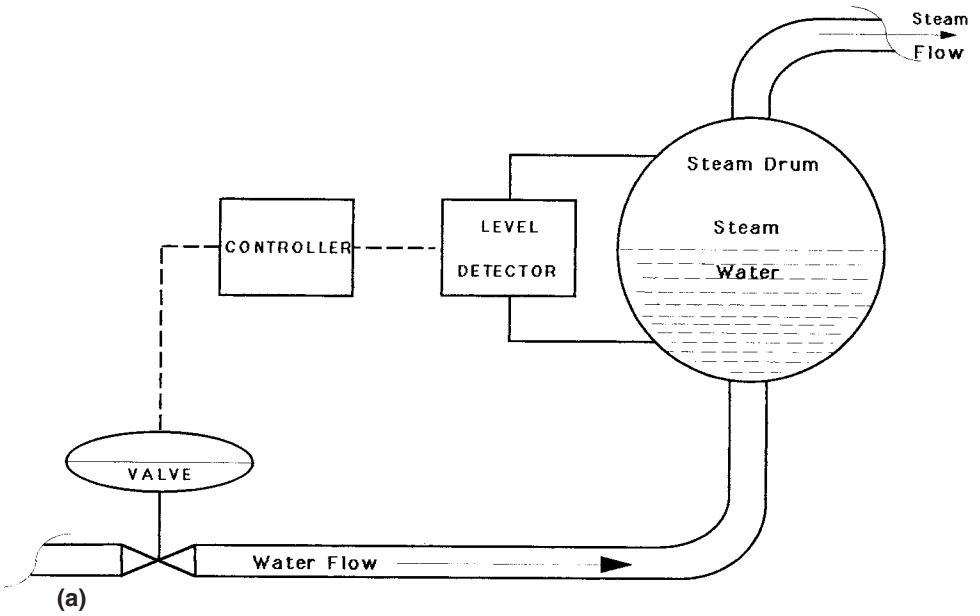 Steam
Flow
Steam Drum
Steam
Water
LEVEL
DETECTOR
CONTROLLER
VALVE
Water Flow
(a)